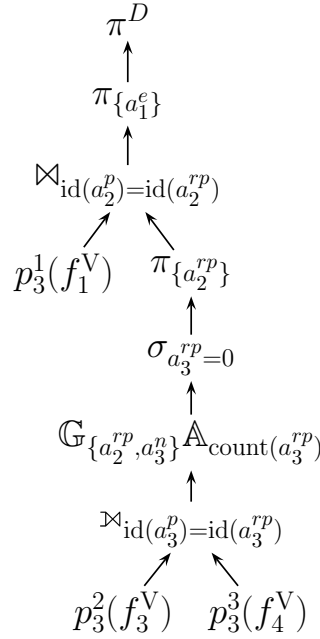 π^D
π_{a_1^e}
⋈_{id(a_2^p)=id(a_2^{rp})}
p_3^1(f_1^V) π_{a_2^{rp}}
σ_{a_3^{rp}=0}
𝔾_{{a_2^{rp},a_3^n}}𝔸_{count(a_3^{rp})}
⟕_{id(a_3^p)=id(a_3^{rp})}
p_3^2(f_3^V) p_3^3(f_4^V)